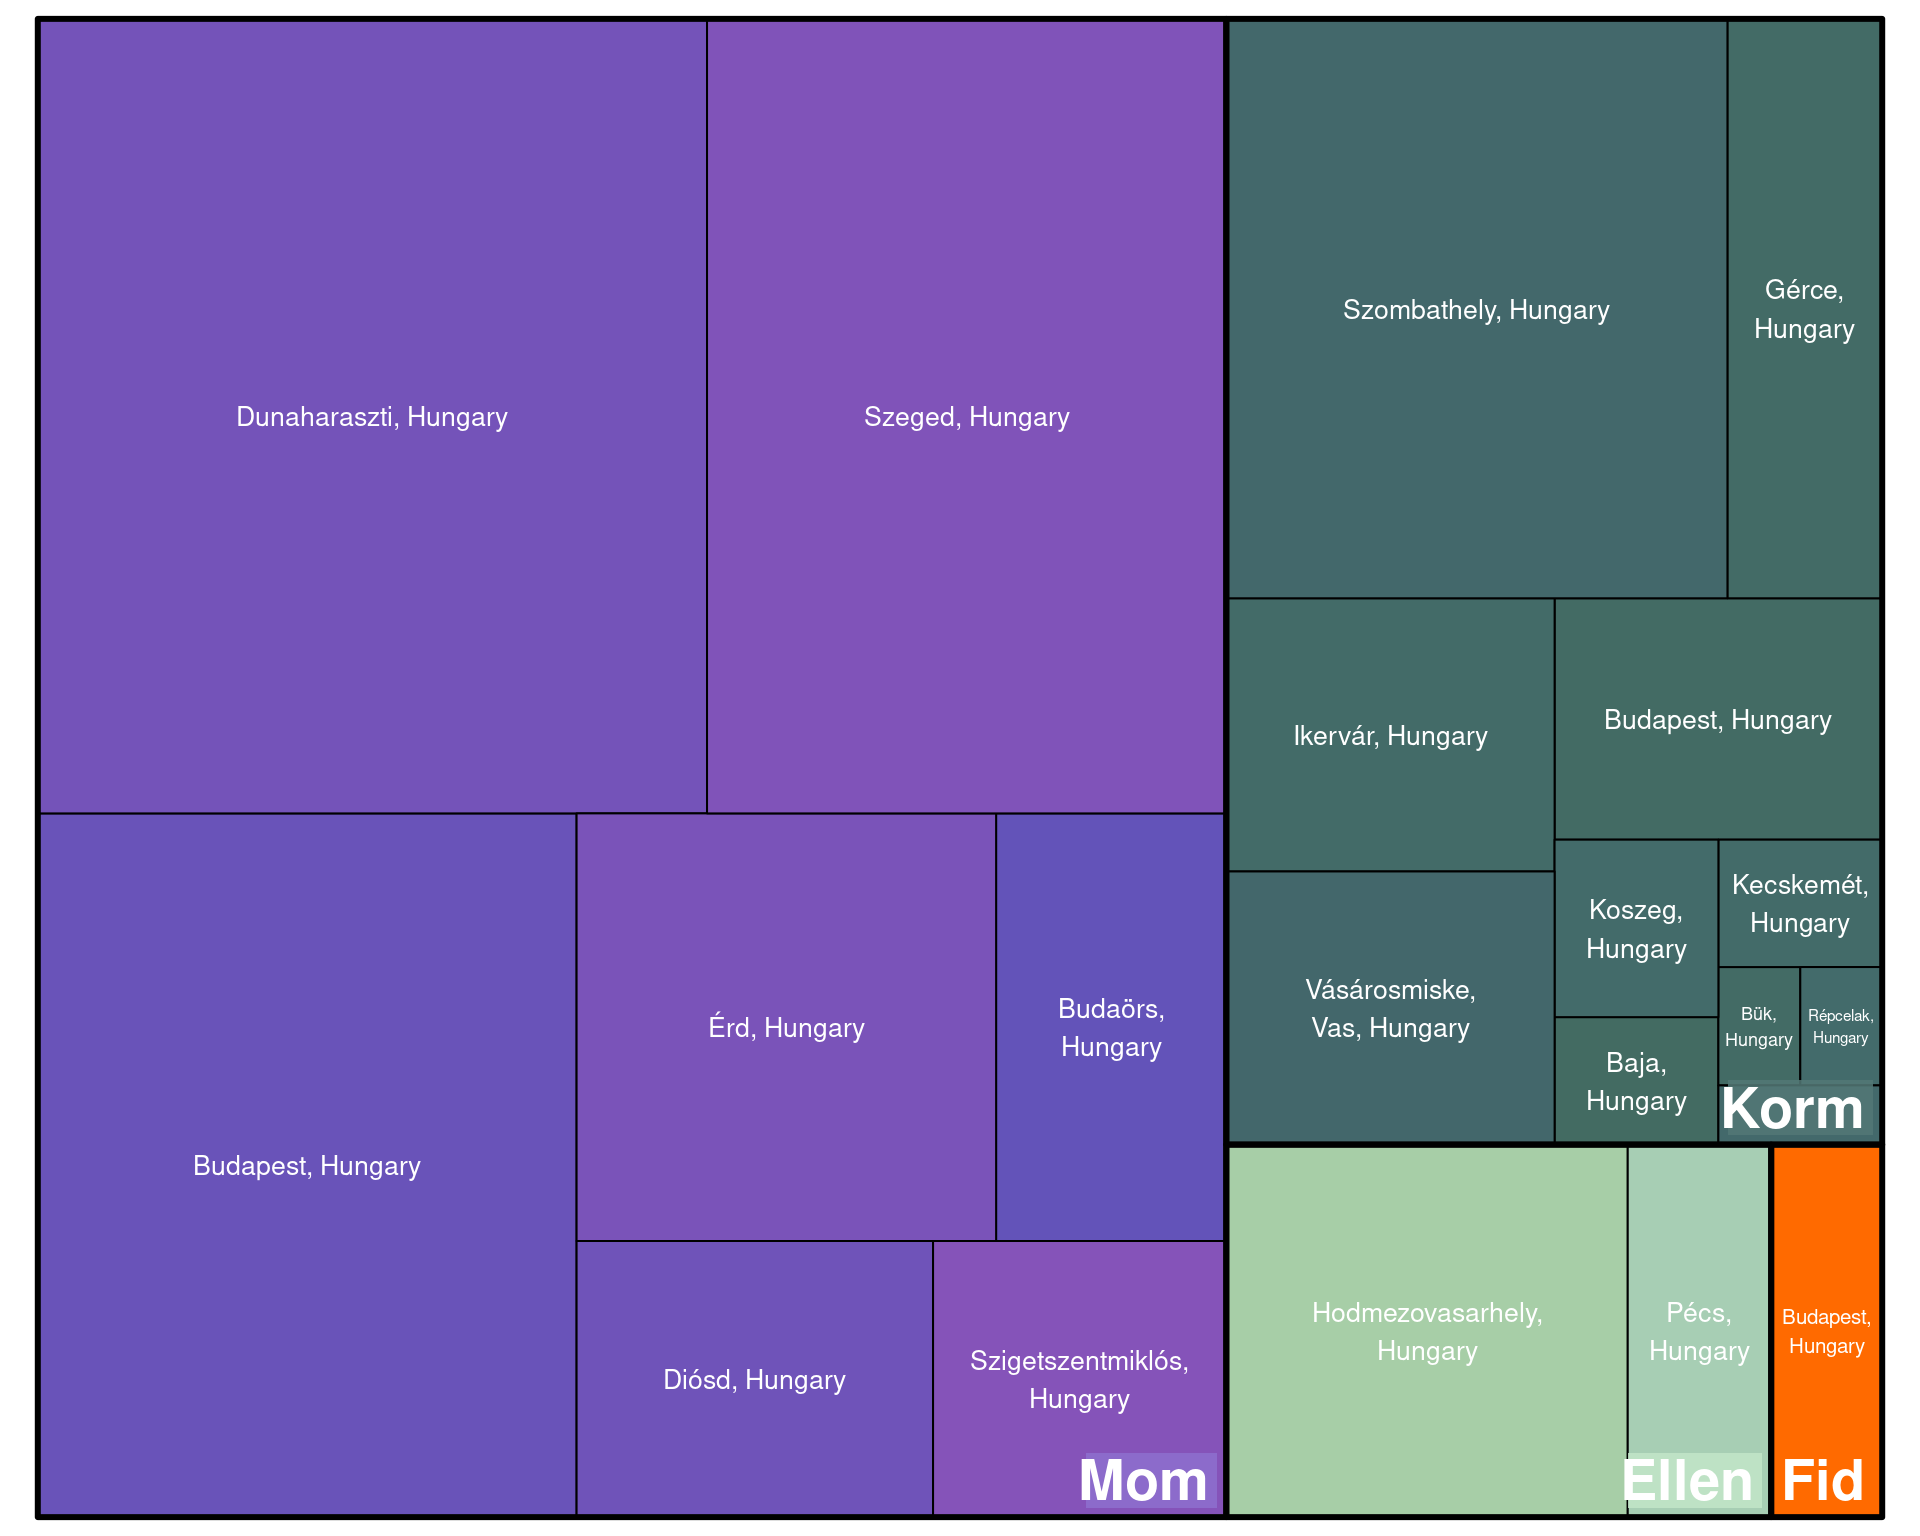 Dunaharaszti, Hungary
Szeged, Hungary
Budapest, Hungary
Érd, Hungary
Budaörs,
Hungary
Diósd, Hungary
Szigetszentmiklós,
Hungary
Mom
Szombathely, Hungary
Gérce,
Hungary
Ikervár, Hungary
Budapest, Hungary
Vásárosmiske,
Vas, Hungary
Koszeg,
Hungary
Kecskemét,
Hungary
Baja,
Hungary
Bük,
Hungary
Répcelak,
Hungary
Korm
Hodmezovasarhely,
Hungary
Pécs,
Hungary
Ellen
Budapest,
Hungary
Fid